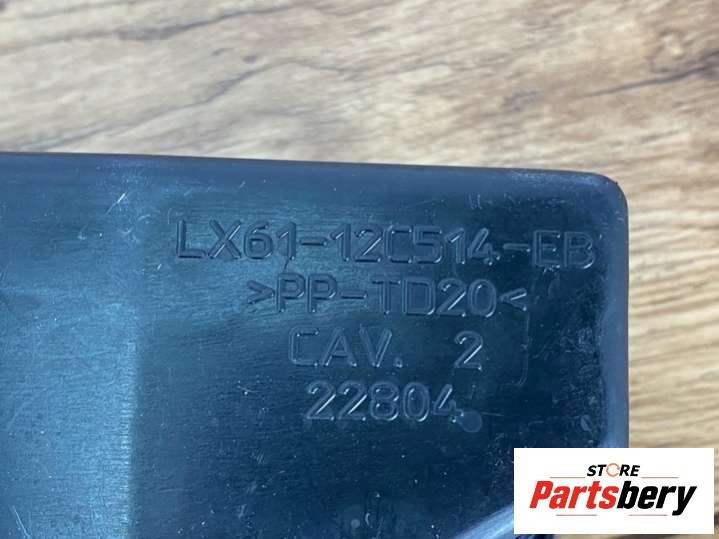 LX61-12C514-EB
>PP-TD20<
CAV. 2
22804
STORE
Partsbery